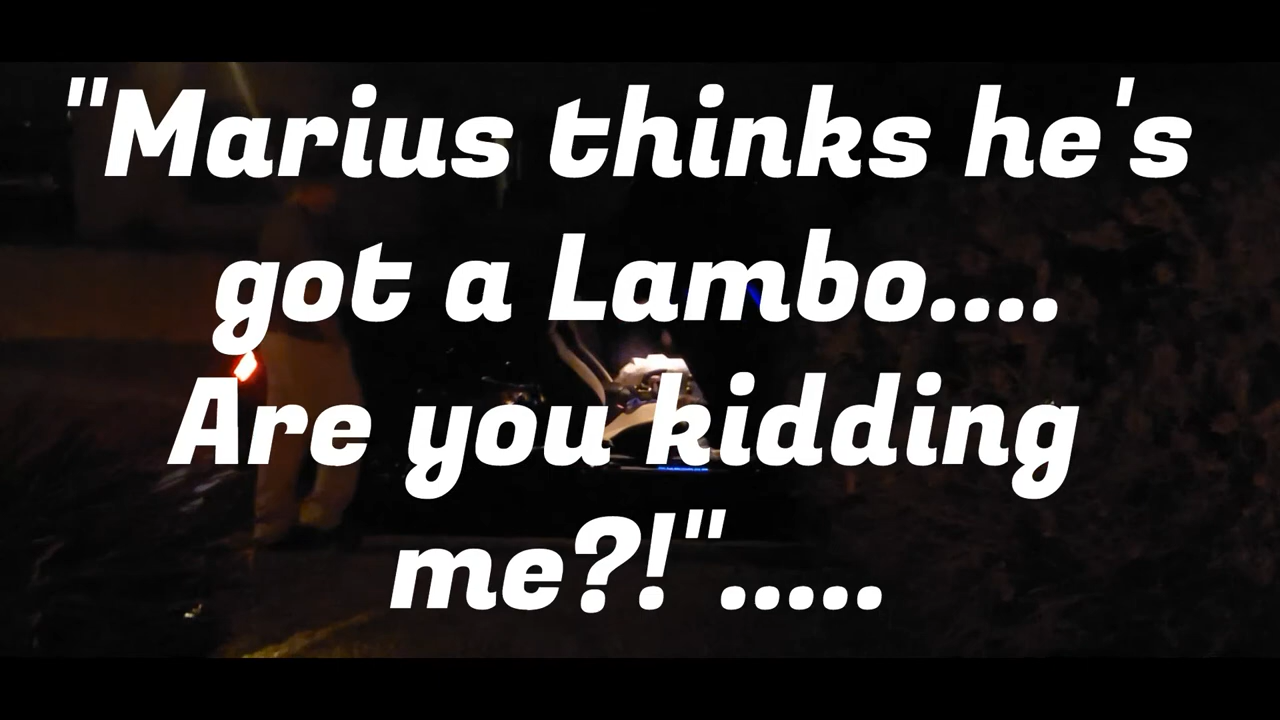 "Marius thinks he's
got a Lambo....
Are you kidding
me?!".....